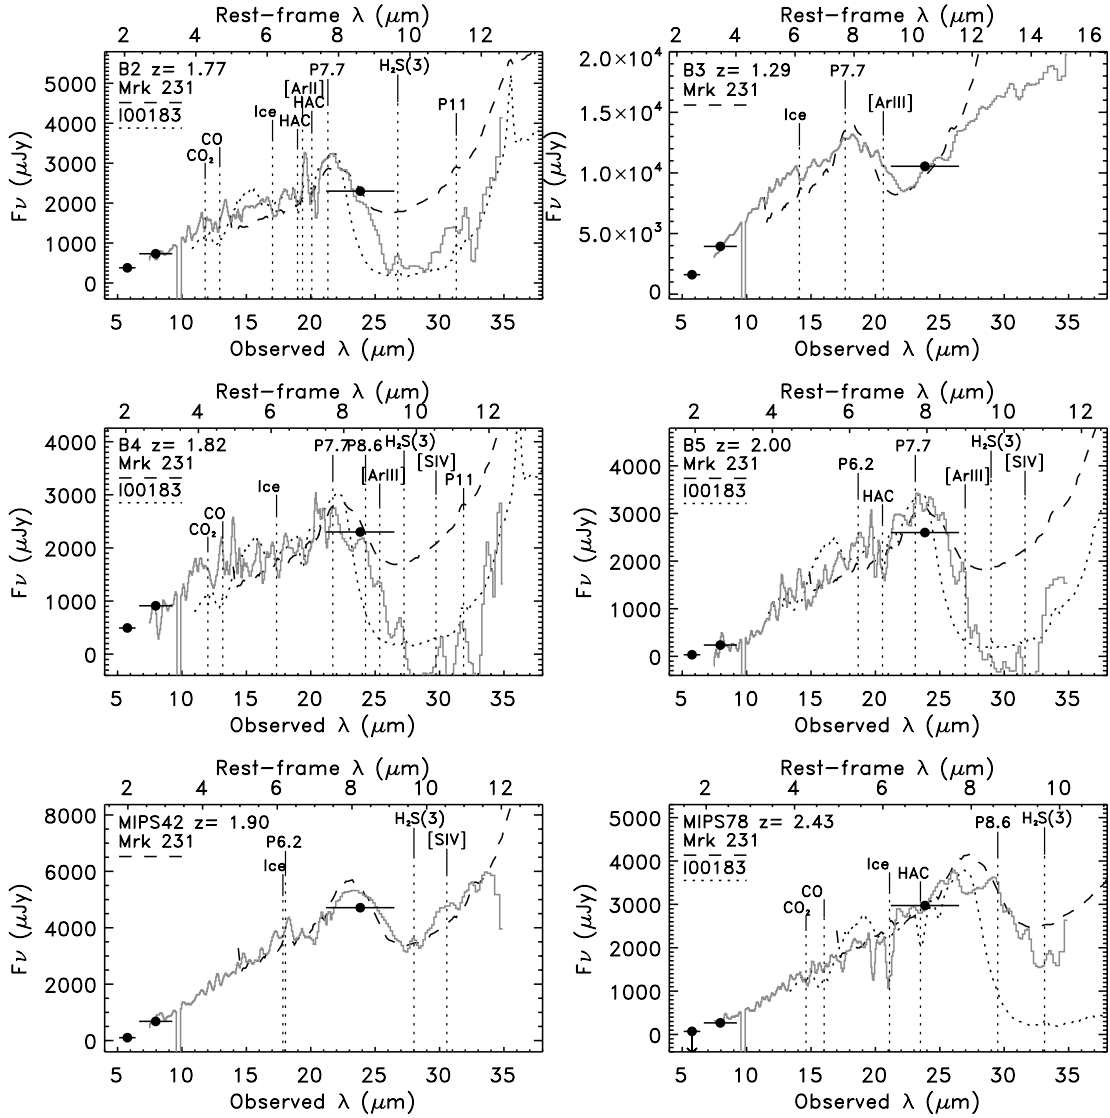 Rest-frame λ (μm)
2 4 6 8 10 12
B2 z= 1.77
Mrk 231
I00183
CO₂
CO
Ice
HAC
[ArII]
HAC
P7.7
H₂S(3)
P11
Fν (μJy)
5000
4000
3000
2000
1000
0
5 10 15 20 25 30 35
Observed λ (μm)
Rest-frame λ (μm)
4 6 8 10 12 15 16
B3 z= 1.29
Mrk 231
Ice
P7.7
[ArIII]
Fν (μJy)
2.0×10⁴
1.5×10⁴
1.0×10⁴
5.0×10³
0
5 10 15 20 25 30 35
Observed λ (μm)
Rest-frame λ (μm)
2 4 6 8 10 12
B4 z= 1.82
Mrk 231
I00183
CO₂
CO
Ice
P7.7
P8.6
[ArIII]
H₂S(3)
[SIV]
P11
Fν (μJy)
4000
3000
2000
1000
0
5 10 15 20 25 30 35
Observed λ (μm)
Rest-frame λ (μm)
2 4 6 8 10 12
B5 z= 2.00
Mrk 231
I00183
P6.2
HAC
P7.7
[ArIII]
H₂S(3)
[SIV]
Fν (μJy)
4000
3000
2000
1000
0
5 10 15 20 25 30 35
Observed λ (μm)
Rest-frame λ (μm)
2 4 6 8 10 12
MIPS42 z= 1.90
Mrk 231
Ice
P6.2
H₂S(3)
[SIV]
Fν (μJy)
8000
6000
4000
2000
0
5 10 15 20 25 30 35
Observed λ (μm)
Rest-frame λ (μm)
2 4 6 8 10
MIPS78 z= 2.43
Mrk 231
I00183
CO₂
CO
Ice
HAC
P8.6
H₂S(3)
Fν (μJy)
5000
4000
3000
2000
1000
0
5 10 15 20 25 30 35
Observed λ (μm)